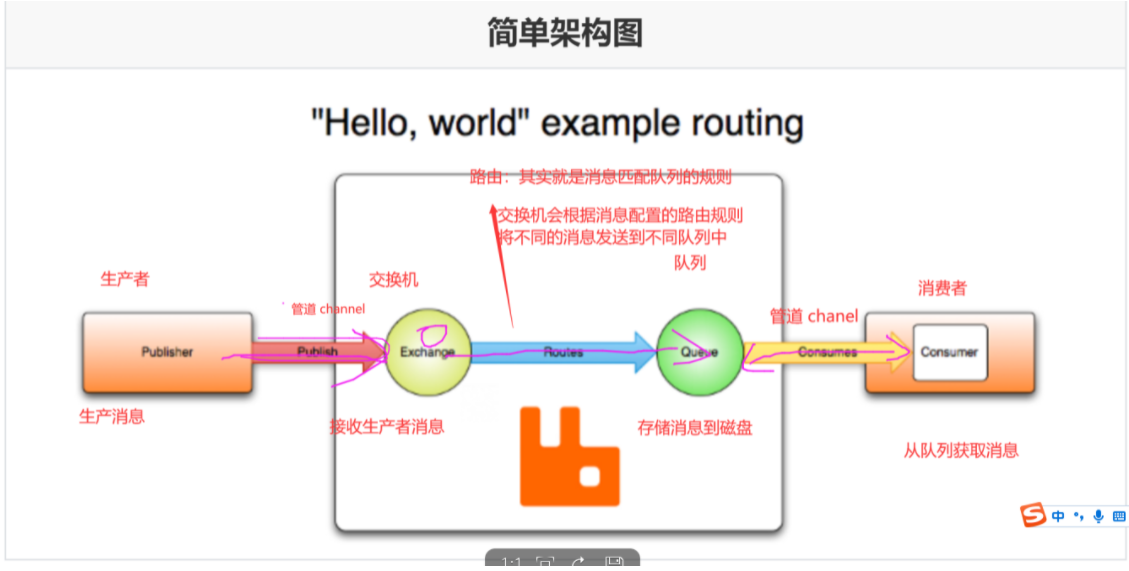 简单架构图
"Hello, world" example routing
路由：其实就是消息匹配队列的规则
交换机会根据消息配置的路由规则
将不同的消息发送到不同队列中
队列
生产者
交换机
消费者
管道 channel
管道 chanel
Publisher
Publish
Exchange
Routes
Queue
Consumes
Consumer
生产消息
接收生产者消息
存储消息到磁盘
从队列获取消息
中
1:1